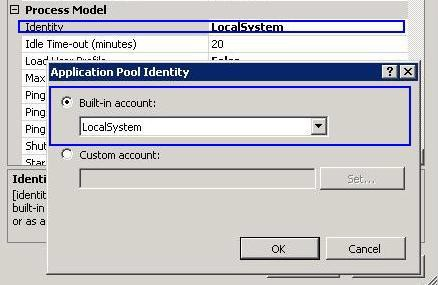 Process Model
Identity LocalSystem
Idle Time-out (minutes) 20
Load User Profile False
Application Pool Identity
Max
Ping
Ping
Ping
Shut
Star
Built-in account:
LocalSystem
Custom account:
Set...
Identi
[identit
built-in
or as a
OK Cancel